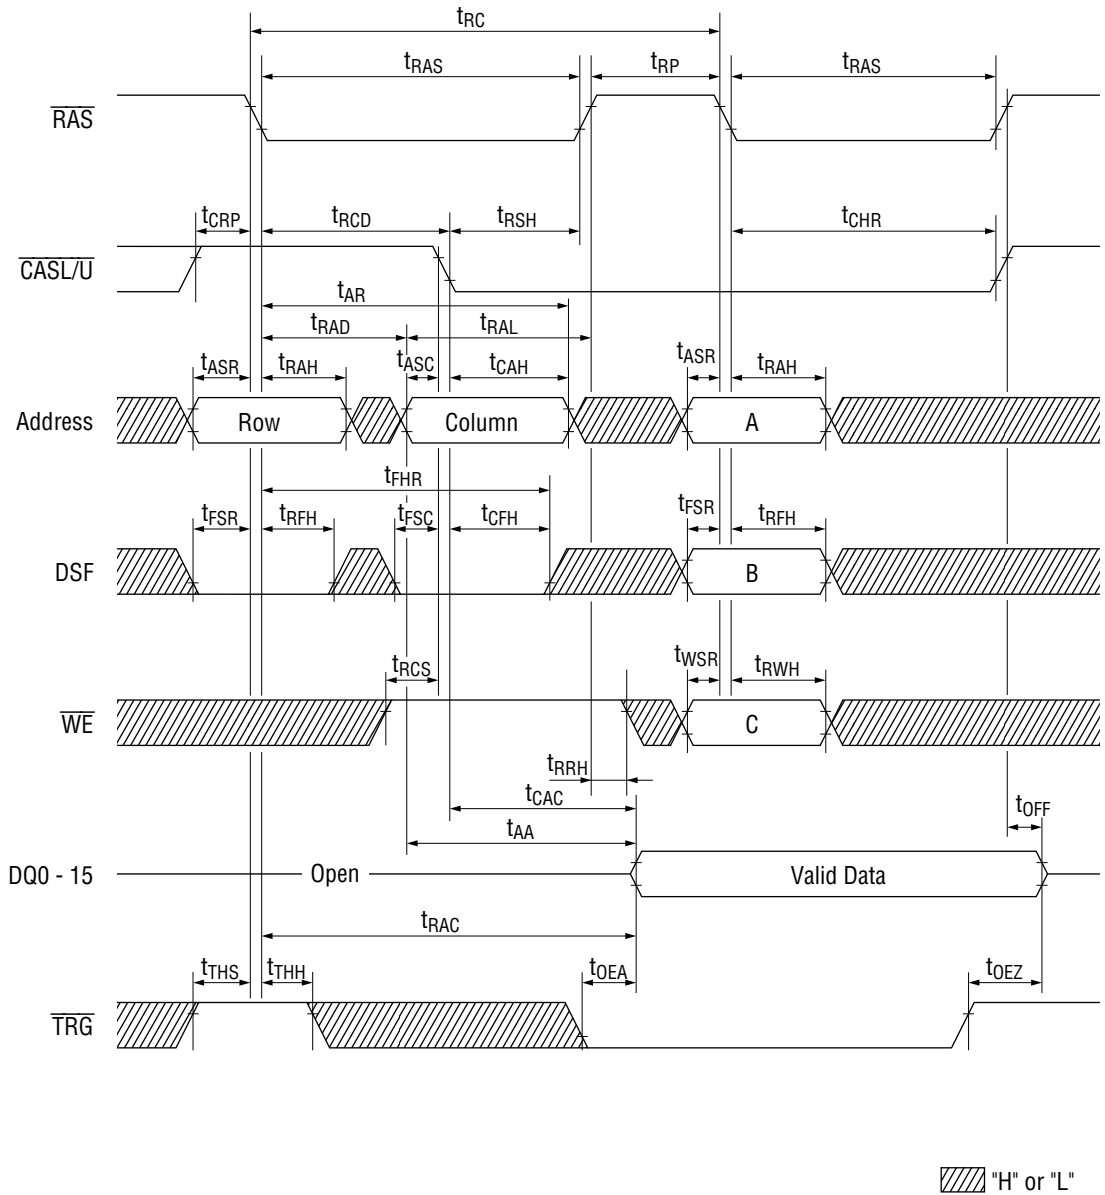 tRC
tRAS tRP tRAS
RAS
tCRP tRCD tRSH tCHR
CASL/U
tAR
tRAD tRAL
tASR tRAH tASC tCAH tASR tRAH
Address Row Column A
tFHR
tFSR tRFH tFSC tCFH tFSR tRFH
DSF B
tRCS tWSR tRWH
WE C
tRRH
tCAC tOFF
tAA
DQ0 - 15 Open Valid Data
tRAC
tTHS tTHH tOEA tOEZ
TRG
"H" or "L"